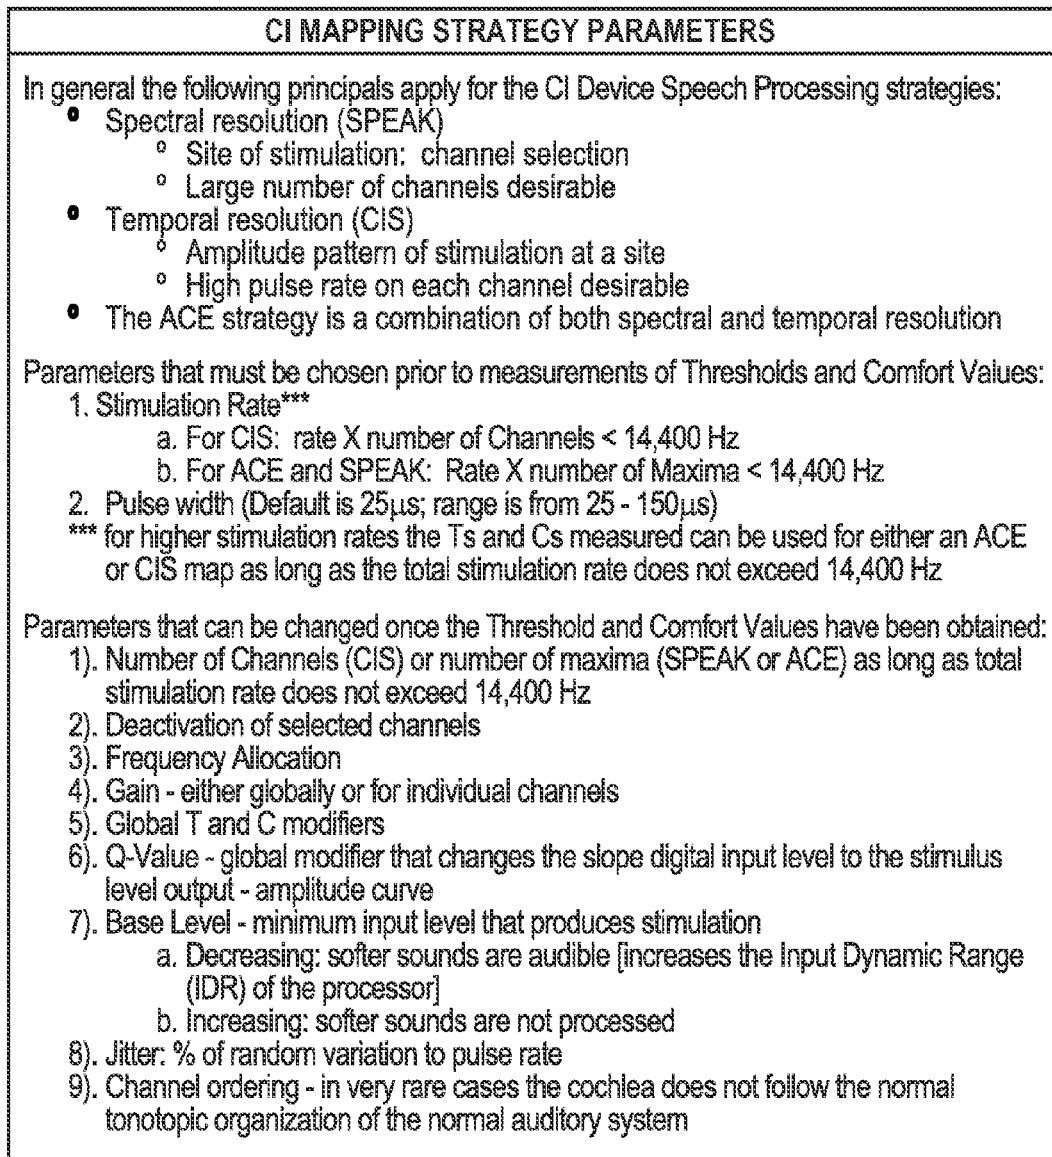 CI MAPPING STRATEGY PARAMETERS
In general the following principals apply for the CI Device Speech Processing strategies:
• Spectral resolution (SPEAK)
o Site of stimulation: channel selection
o Large number of channels desirable
• Temporal resolution (CIS)
o Amplitude pattern of stimulation at a site
o High pulse rate on each channel desirable
• The ACE strategy is a combination of both spectral and temporal resolution
Parameters that must be chosen prior to measurements of Thresholds and Comfort Values:
1. Stimulation Rate***
a. For CIS: rate X number of Channels < 14,400 Hz
b. For ACE and SPEAK: Rate X number of Maxima < 14,400 Hz
2. Pulse width (Default is 25µs; range is from 25 - 150µs)
*** for higher stimulation rates the Ts and Cs measured can be used for either an ACE
or CIS map as long as the total stimulation rate does not exceed 14,400 Hz
Parameters that can be changed once the Threshold and Comfort Values have been obtained:
1). Number of Channels (CIS) or number of maxima (SPEAK or ACE) as long as total
stimulation rate does not exceed 14,400 Hz
2). Deactivation of selected channels
3). Frequency Allocation
4). Gain - either globally or for individual channels
5). Global T and C modifiers
6). Q-Value - global modifier that changes the slope digital input level to the stimulus
level output - amplitude curve
7). Base Level - minimum input level that produces stimulation
a. Decreasing: softer sounds are audible [increases the Input Dynamic Range
(IDR) of the processor]
b. Increasing: softer sounds are not processed
8). Jitter: % of random variation to pulse rate
9). Channel ordering - in very rare cases the cochlea does not follow the normal
tonotopic organization of the normal auditory system